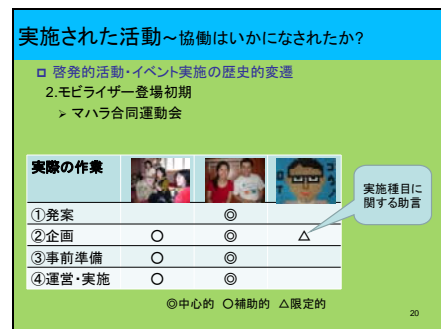 実施された活動~協働はいかになされたか?
啓発的活動・イベント実施の歴史的変遷
2.モビライザー登場初期
マハラ合同運動会
実際の作業
実施種目に
関する助言
①発案 ◎
②企画 〇 ◎ △
③事前準備 〇 ◎
④運営・実施 〇 ◎
◎中心的 〇補助的 △限定的
20